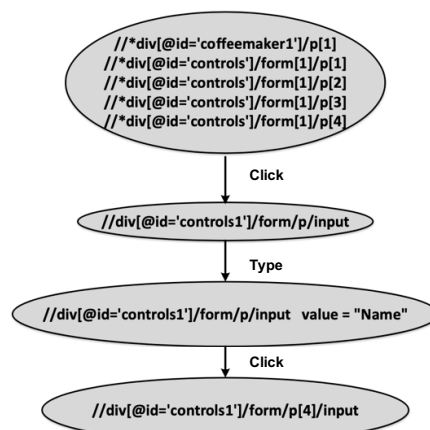 //*div[@id='coffeemaker1']/p[1]
//*div[@id='controls']/form[1]/p[1]
//*div[@id='controls']/form[1]/p[2]
//*div[@id='controls']/form[1]/p[3]
//*div[@id='controls']/form[1]/p[4]
Click
//div[@id='controls1']/form/p/input
Type
//div[@id='controls1']/form/p/input value = "Name"
Click
//div[@id='controls1']/form/p[4]/input